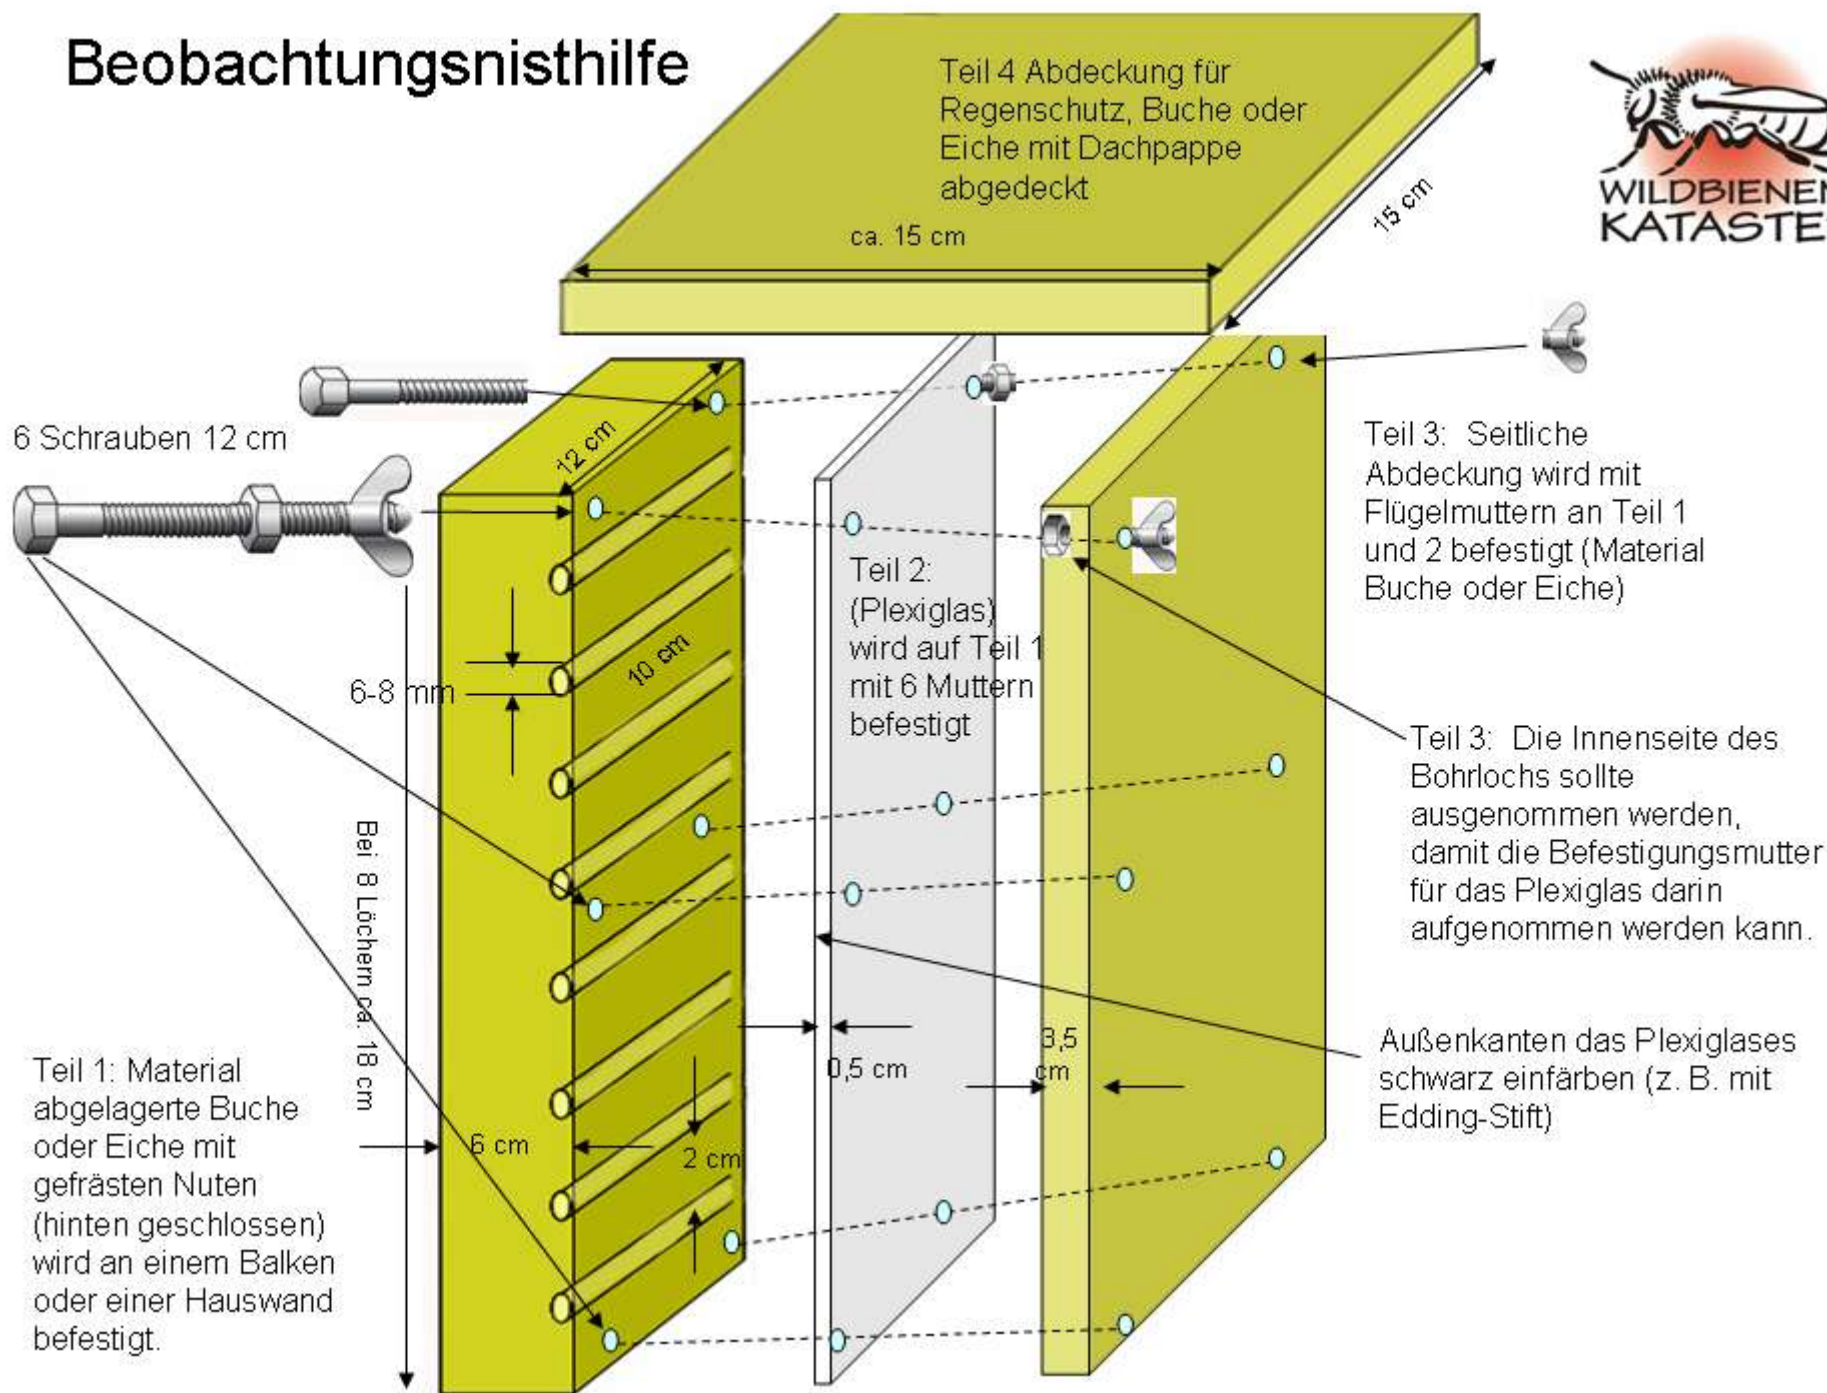 Beobachtungsnisthilfe
Teil 4 Abdeckung für
Regenschutz, Buche oder
Eiche mit Dachpappe
abgedeckt
ca. 15 cm
15 cm
WILDBIENEN
KATASTE
6 Schrauben 12 cm
12 cm
Teil 3: Seitliche
Abdeckung wird mit
Flügelmuttern an Teil 1
und 2 befestigt (Material
Buche oder Eiche)
Teil 2:
(Plexiglas)
wird auf Teil 1
mit 6 Muttern
befestigt
10 cm
6-8 mm
Teil 3: Die Innenseite des
Bohrlochs sollte
ausgenommen werden,
damit die Befestigungsmutter
für das Plexiglas darin
aufgenommen werden kann.
Bei 8 Löchern ca. 18 cm
Außenkanten das Plexiglases
schwarz einfärben (z. B. mit
Edding-Stift)
3,5
cm
0,5 cm
6 cm
2 cm
Teil 1: Material
abgelagerte Buche
oder Eiche mit
gefrästen Nuten
(hinten geschlossen)
wird an einem Balken
oder einer Hauswand
befestigt.